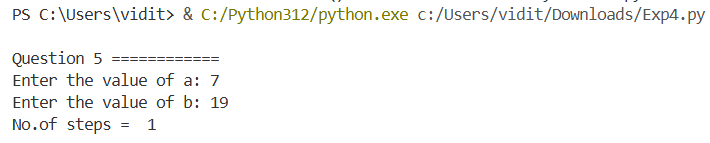 PS C:\Users\vidit> & C:/Python312/python.exe c:/Users/vidit/Downloads/Exp4.py
Question 5 ============
Enter the value of a: 7
Enter the value of b: 19
No.of steps =  1